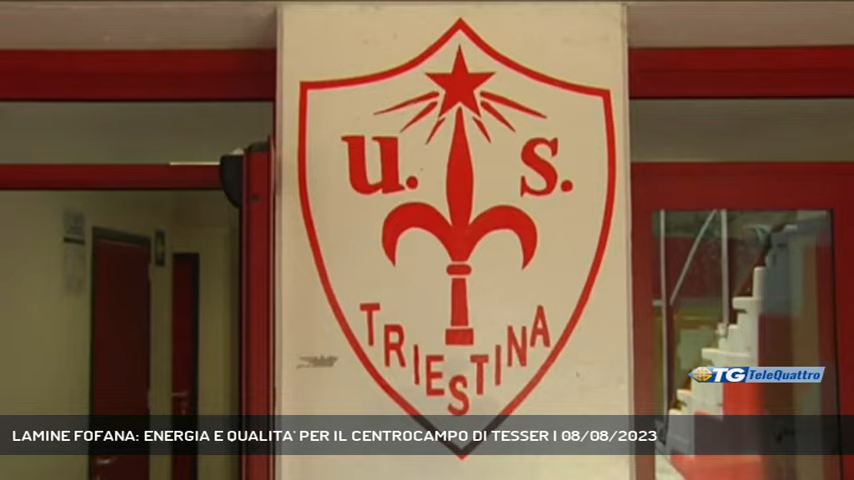 u. s.
TRIESTINA
TG TeleQuattro
LAMINE FOFANA: ENERGIA E QUALITA` PER IL CENTROCAMPO DI TESSER | 08/08/2023